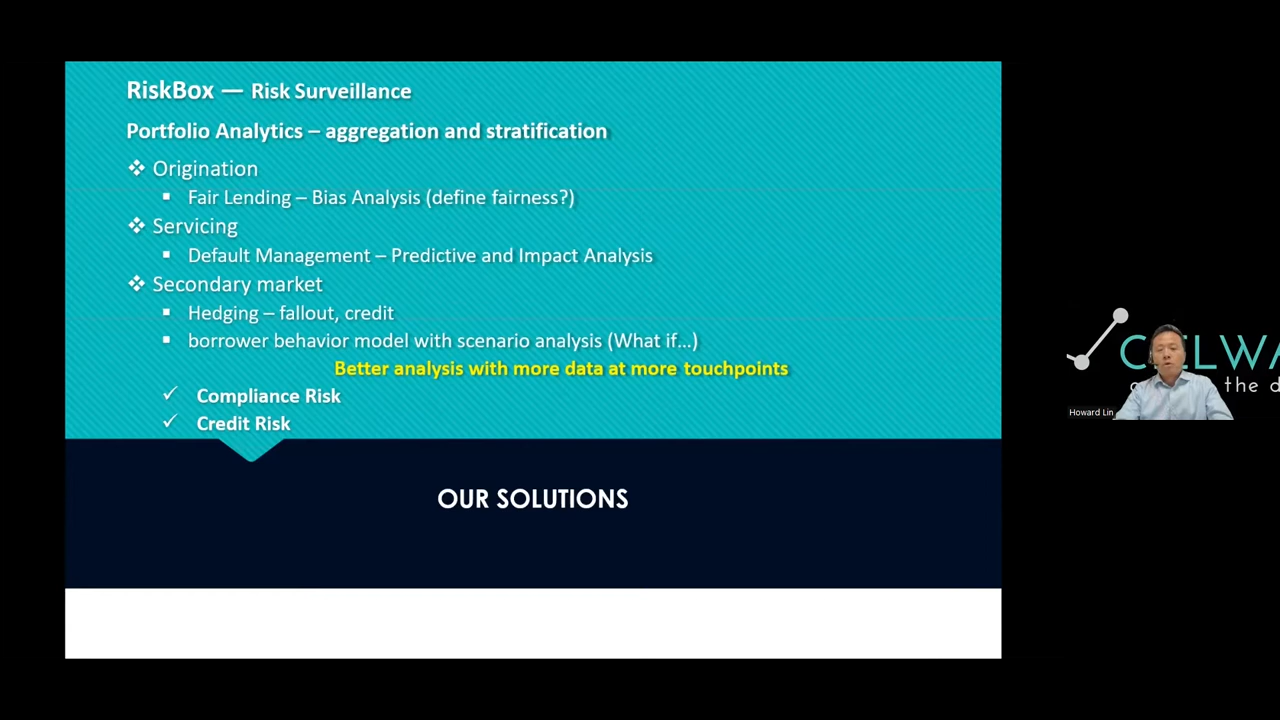 RiskBox — Risk Surveillance
Portfolio Analytics – aggregation and stratification
❖ Origination
▪ Fair Lending – Bias Analysis (define fairness?)
❖ Servicing
▪ Default Management – Predictive and Impact Analysis
❖ Secondary market
▪ Hedging – fallout, credit
▪ borrower behavior model with scenario analysis (What if...)
Better analysis with more data at more touchpoints
✓ Compliance Risk
✓ Credit Risk
OUR SOLUTIONS
the
Howard Lin